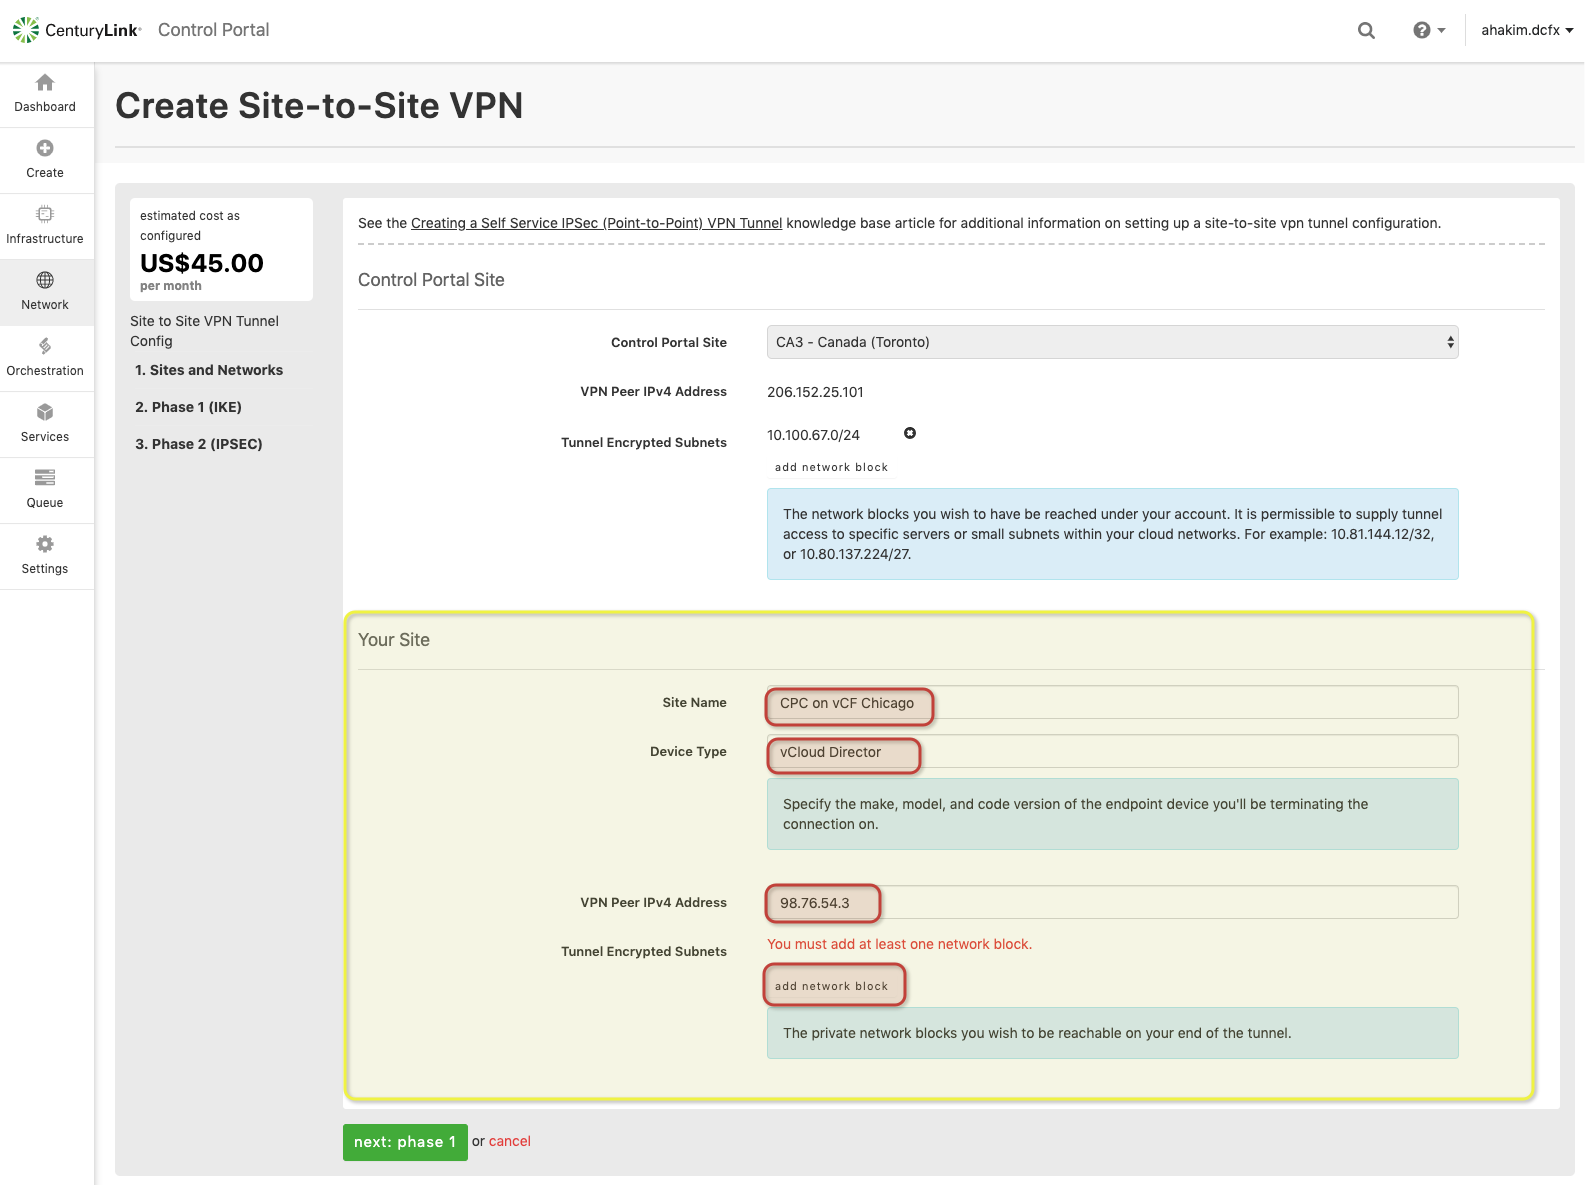 CenturyLink® Control Portal
ahakim.dcfx
Dashboard
Create
Infrastructure
Network
Orchestration
Services
Queue
Settings
Create Site-to-Site VPN
estimated cost as
configured
US$45.00
per month
Site to Site VPN Tunnel
Config
1. Sites and Networks
2. Phase 1 (IKE)
3. Phase 2 (IPSEC)
See the Creating a Self Service IPSec (Point-to-Point) VPN Tunnel knowledge base article for additional information on setting up a site-to-site vpn tunnel configuration.
Control Portal Site
Control Portal Site CA3 - Canada (Toronto)
VPN Peer IPv4 Address 206.152.25.101
Tunnel Encrypted Subnets 10.100.67.0/24
add network block
The network blocks you wish to have be reached under your account. It is permissible to supply tunnel
access to specific servers or small subnets within your cloud networks. For example: 10.81.144.12/32,
or 10.80.137.224/27.
Your Site
Site Name CPC on vCF Chicago
Device Type vCloud Director
Specify the make, model, and code version of the endpoint device you'll be terminating the
connection on.
VPN Peer IPv4 Address 98.76.54.3
Tunnel Encrypted Subnets You must add at least one network block.
add network block
The private network blocks you wish to be reachable on your end of the tunnel.
next: phase 1 or cancel